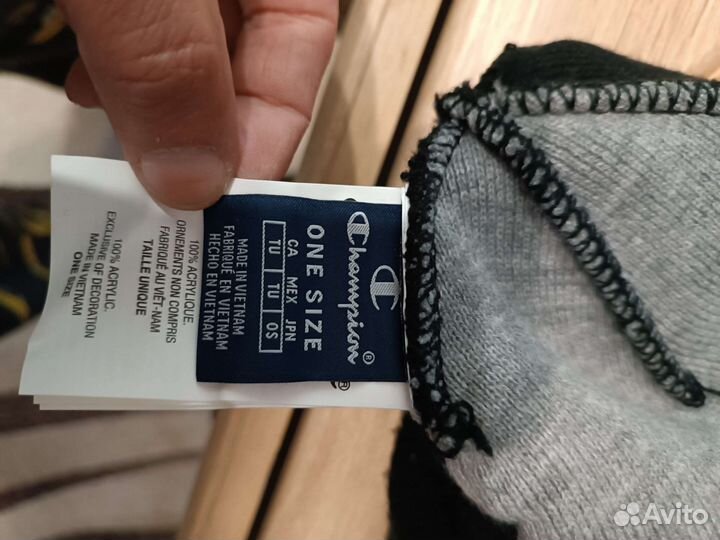 Champion®
ONE SIZE
CA MEX JPN
TU TU OS
MADE IN VIETNAM
FABRIQUÉ EN VIETNAM
HECHO EN VIETNAM
100% ACRYLIQUE.
ORNEMENTS NON COMPRIS
FABRIQUÉ AU VIÊT-NAM
TAILLE UNIQUE
100% ACRYLIC.
EXCLUSIVE OF DECORATION
MADE IN VIETNAM
ONE SIZE
Avito